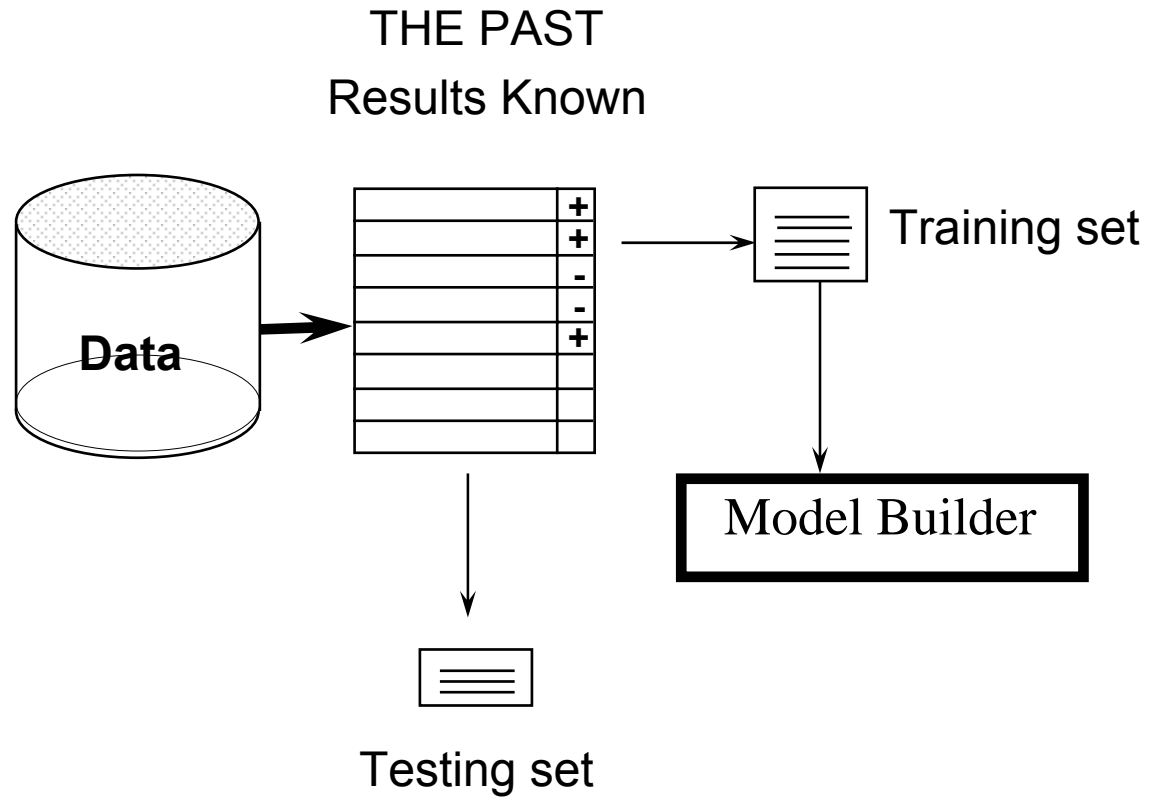 THE PAST
Results Known
+
+
-
-
+
Training set
Data
Model Builder
Testing set